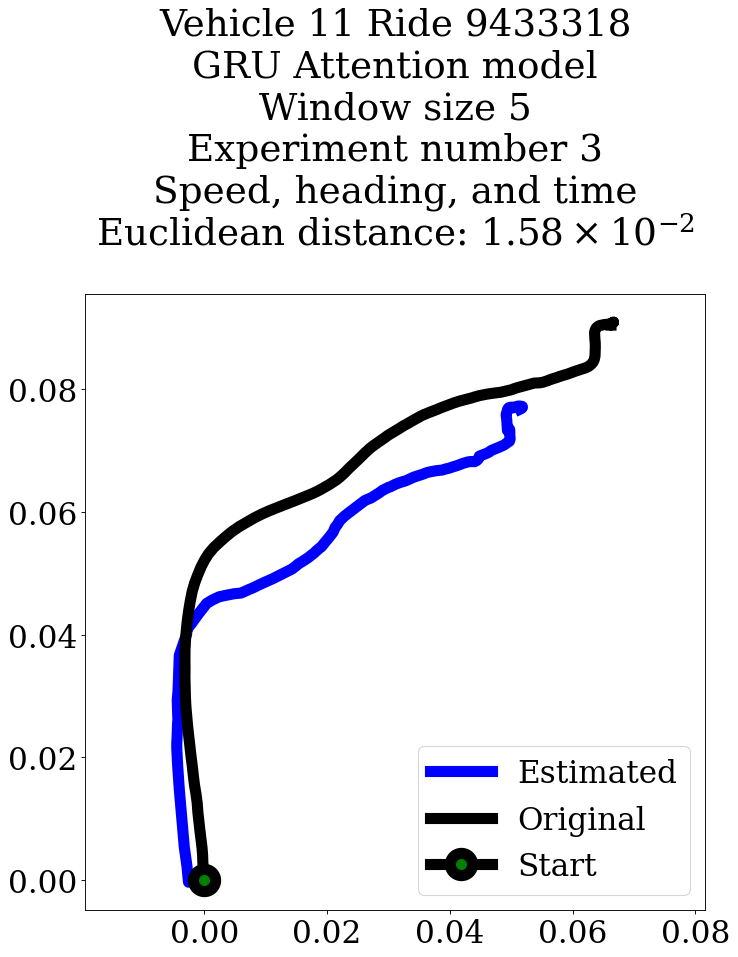 Vehicle 11 Ride 9433318
GRU Attention model
Window size 5
Experiment number 3
Speed, heading, and time
Euclidean distance: 1.58 × 10⁻²
0.08
0.06
0.04
0.02
0.00
Estimated
Original
Start
0.00 0.02 0.04 0.06 0.08